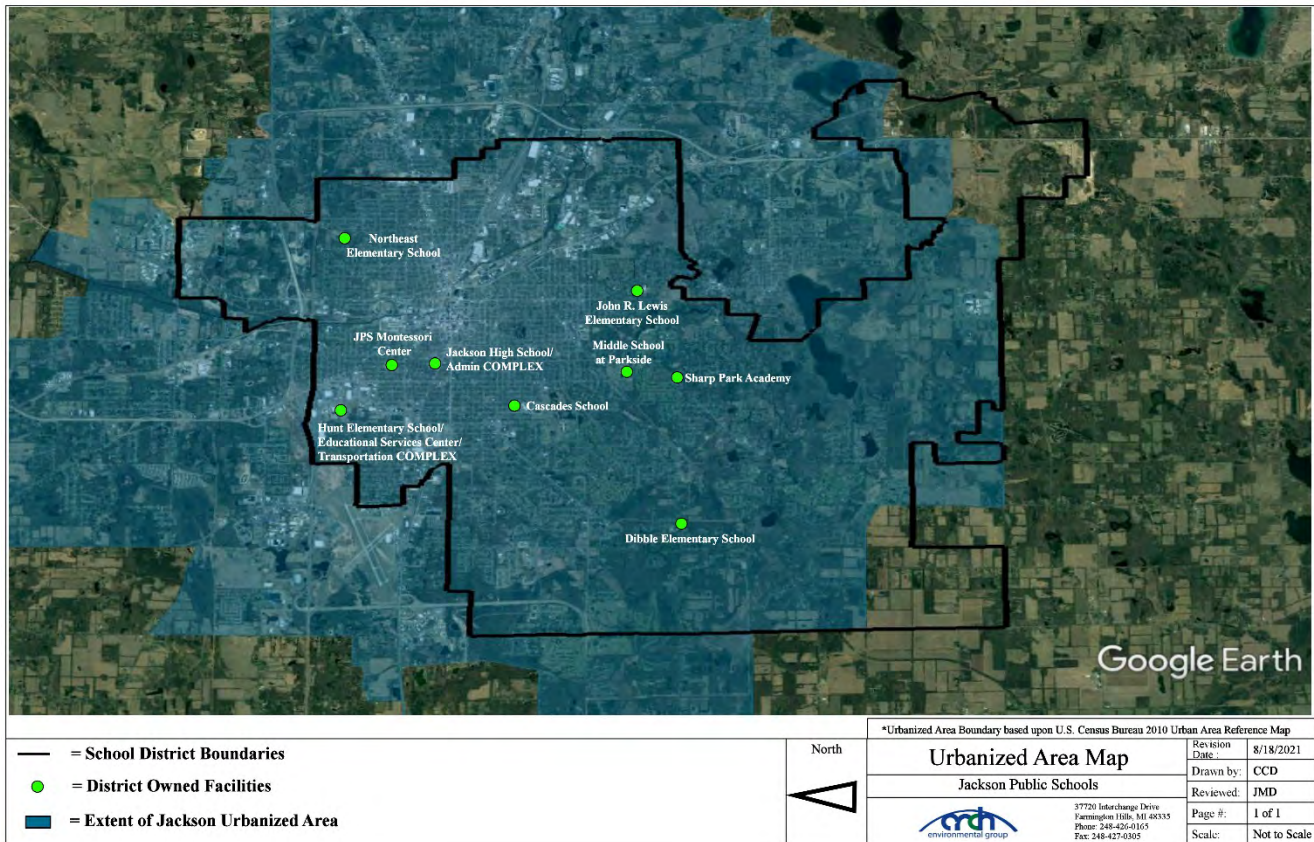 Northeast
Elementary School
John R. Lewis
Elementary School
JPS Montessori
Center
Jackson High School/
Admin COMPLEX
Middle School
at Parkside
Sharp Park Academy
Cascades School
Hunt Elementary School/
Educational Services Center/
Transportation COMPLEX
Dibble Elementary School
Google Earth
= School District Boundaries
= District Owned Facilities
= Extent of Jackson Urbanized Area
North
*Urbanized Area Boundary based upon U.S. Census Bureau 2010 Urban Area Reference Map
Urbanized Area Map
Jackson Public Schools
arch
environmental group
37720 Interchange Drive
Farmington Hills, MI 48335
Phone: 248-426-0165
Fax: 248-427-0305
Revision Date : 8/18/2021
Drawn by: CCD
Reviewed: JMD
Page #: 1 of 1
Scale: Not to Scale